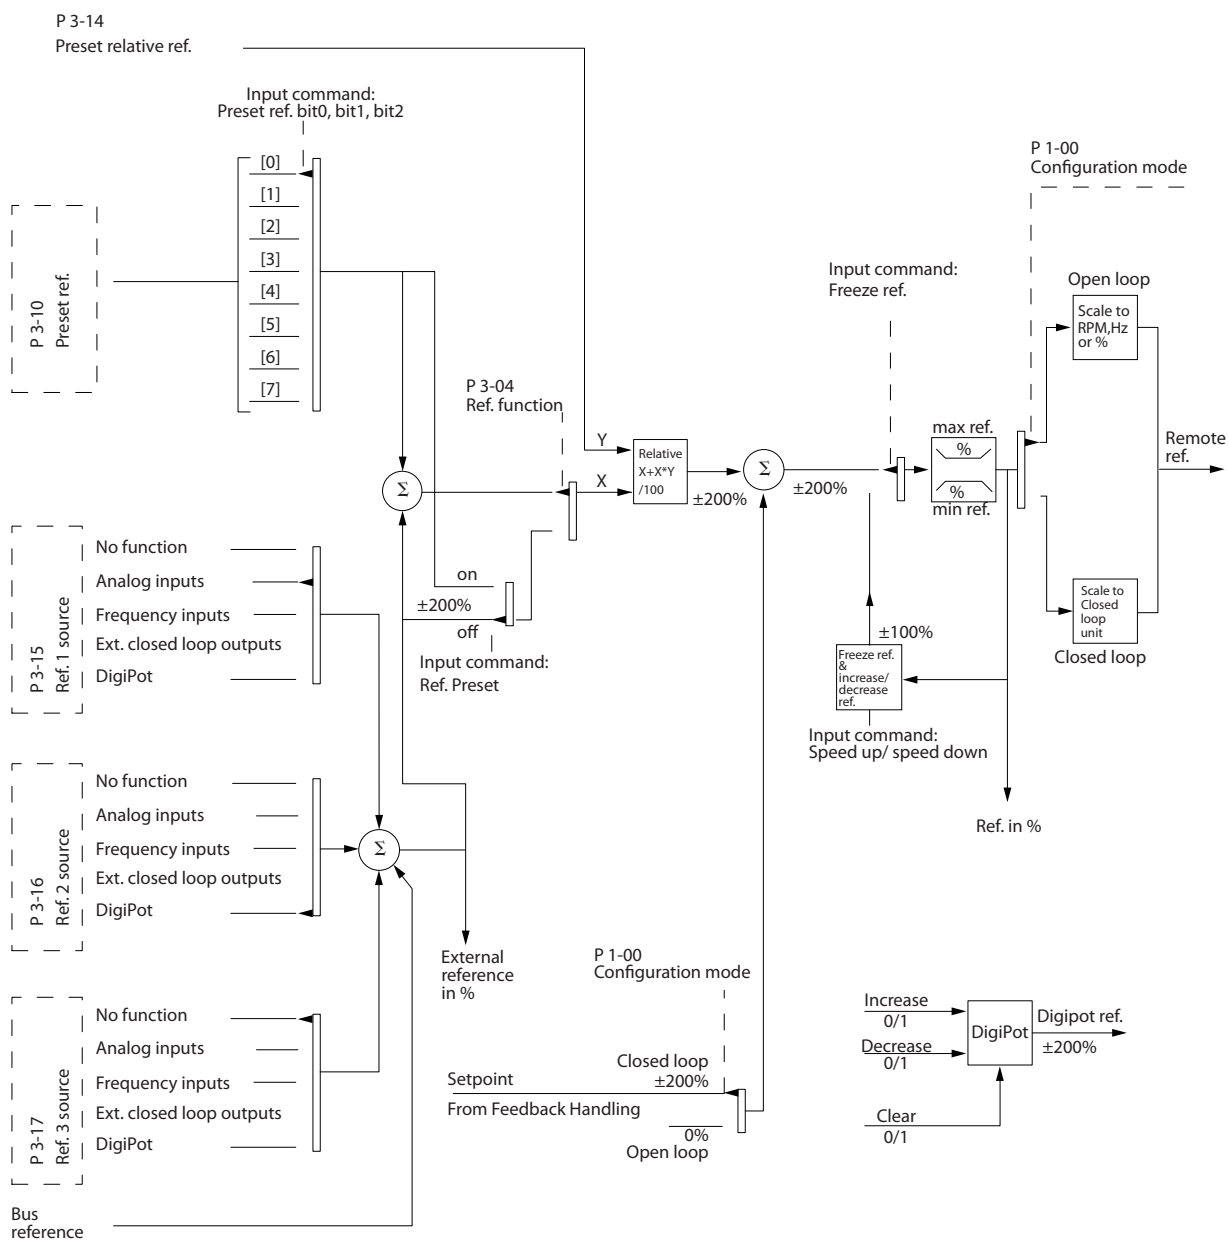 P 3-14
Preset relative ref.
Input command:
Preset ref. bit0, bit1, bit2
P 3-10
Preset ref.
[0]
[1]
[2]
[3]
[4]
[5]
[6]
[7]
P 1-00
Configuration mode
Input command:
Freeze ref.
Open loop
Scale to
RPM,Hz
or %
P 3-04
Ref. function
Y
X
Relative
X+X*Y
/100
±200%
Σ
±200%
max ref.
%
%
min ref.
Remote
ref.
Σ
P 3-15
Ref. 1 source
No function
Analog inputs
Frequency inputs
Ext. closed loop outputs
DigiPot
on
±200%
off
Input command:
Ref. Preset
±100%
Freeze ref.
&
increase/
decrease
ref.
Input command:
Speed up/ speed down
Scale to
Closed
loop
unit
Closed loop
Ref. in %
P 3-16
Ref. 2 source
No function
Analog inputs
Frequency inputs
Ext. closed loop outputs
DigiPot
Σ
External
reference
in %
P 1-00
Configuration mode
P 3-17
Ref. 3 source
No function
Analog inputs
Frequency inputs
Ext. closed loop outputs
DigiPot
Closed loop
Setpoint
±200%
From Feedback Handling
0%
Open loop
Increase
0/1
Decrease
0/1
DigiPot
Digipot ref.
±200%
Clear
0/1
Bus
reference